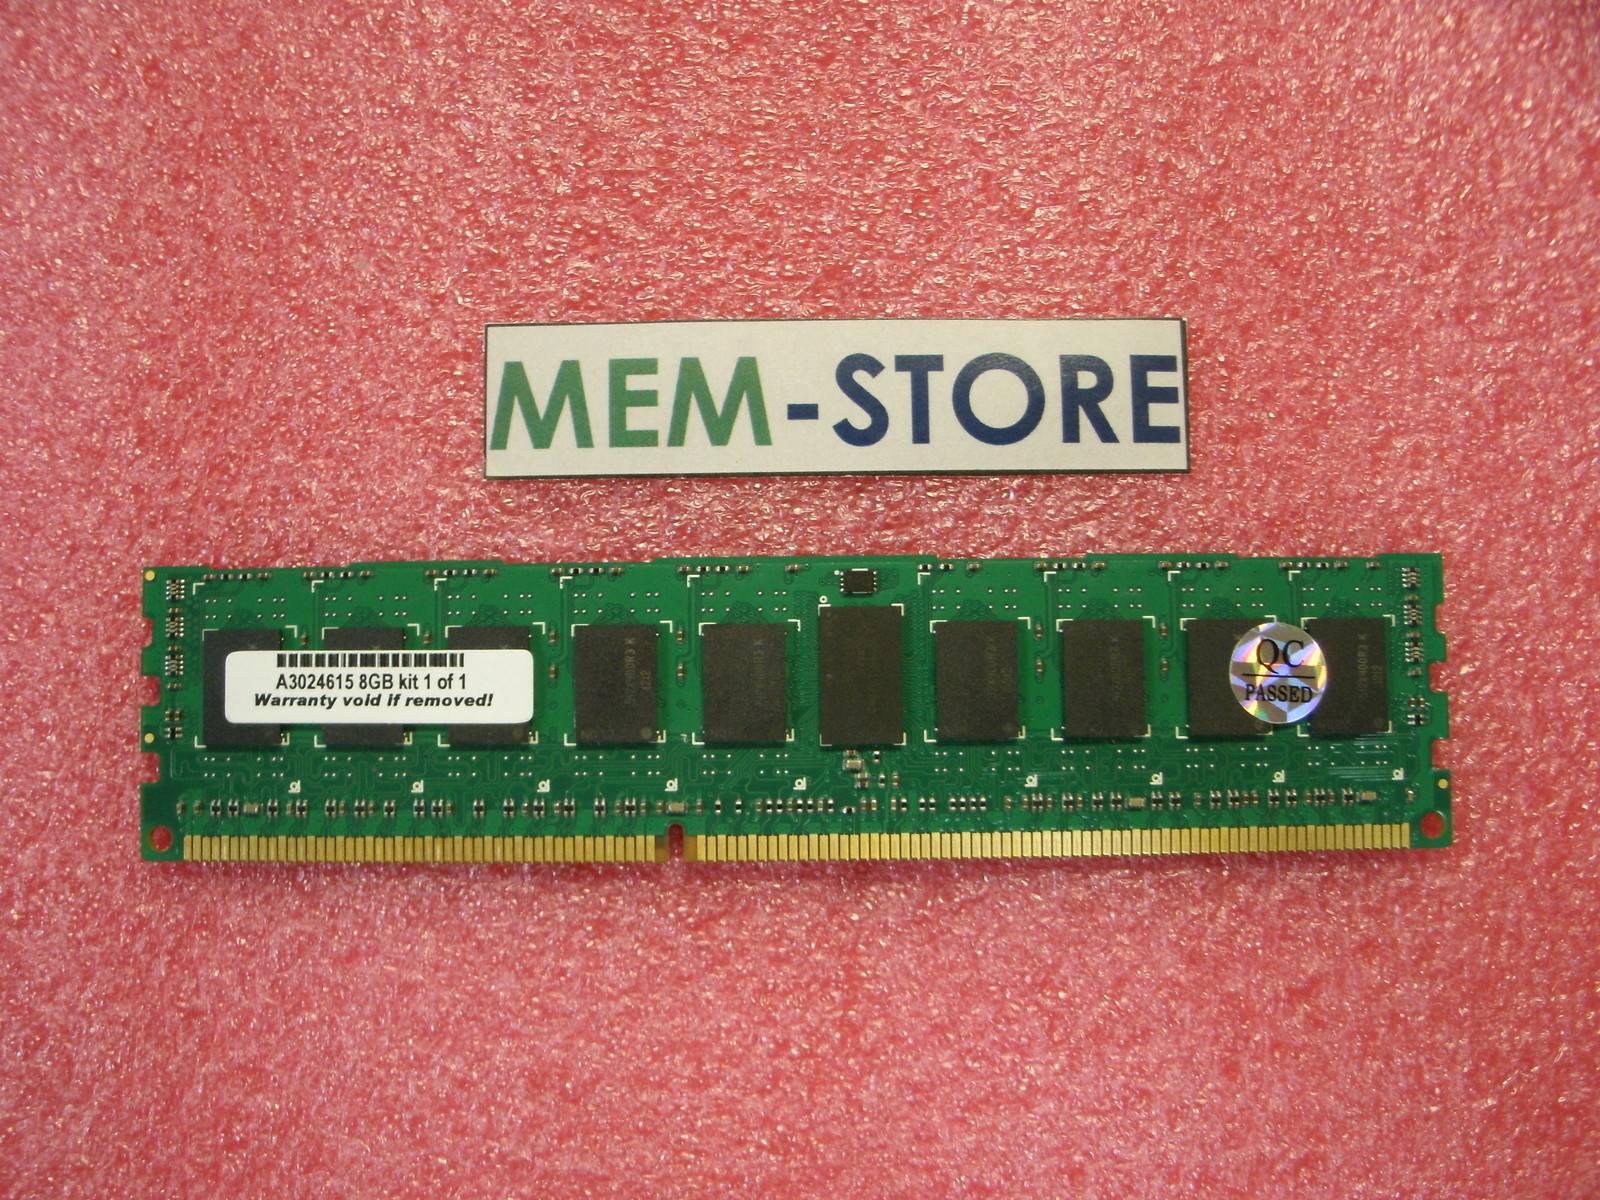 MEM-STORE
A3024615 8GB kit 1 of 1
Warranty void if removed!
QC
PASSED